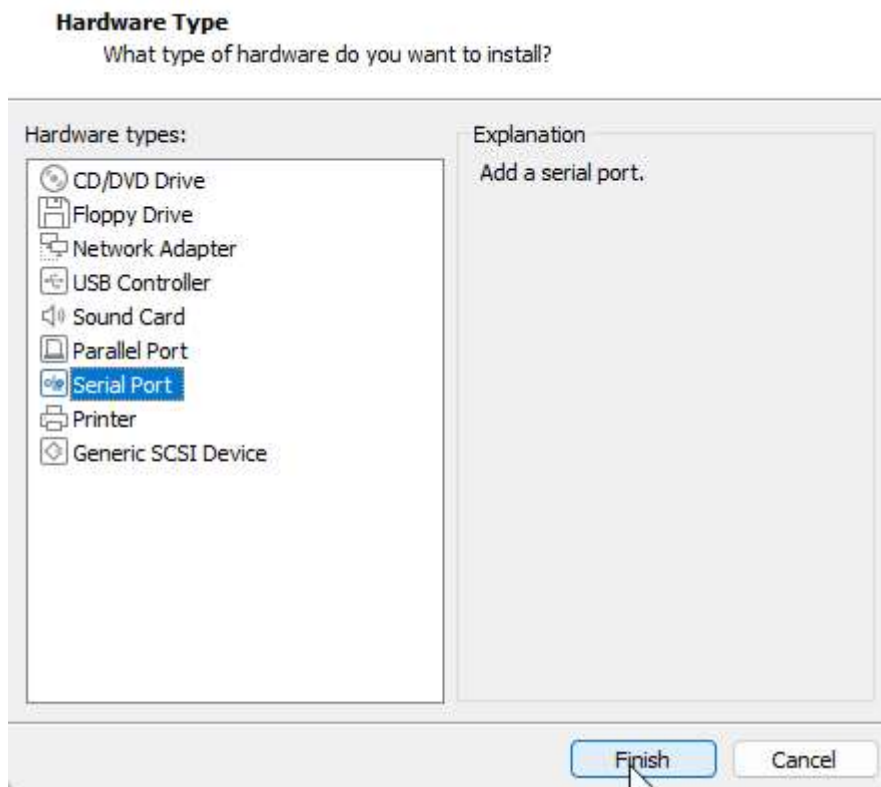 Hardware Type
What type of hardware do you want to install?
Hardware types:
CD/DVD Drive
Floppy Drive
Network Adapter
USB Controller
Sound Card
Parallel Port
Serial Port
Printer
Generic SCSI Device
Explanation
Add a serial port.
Finish
Cancel